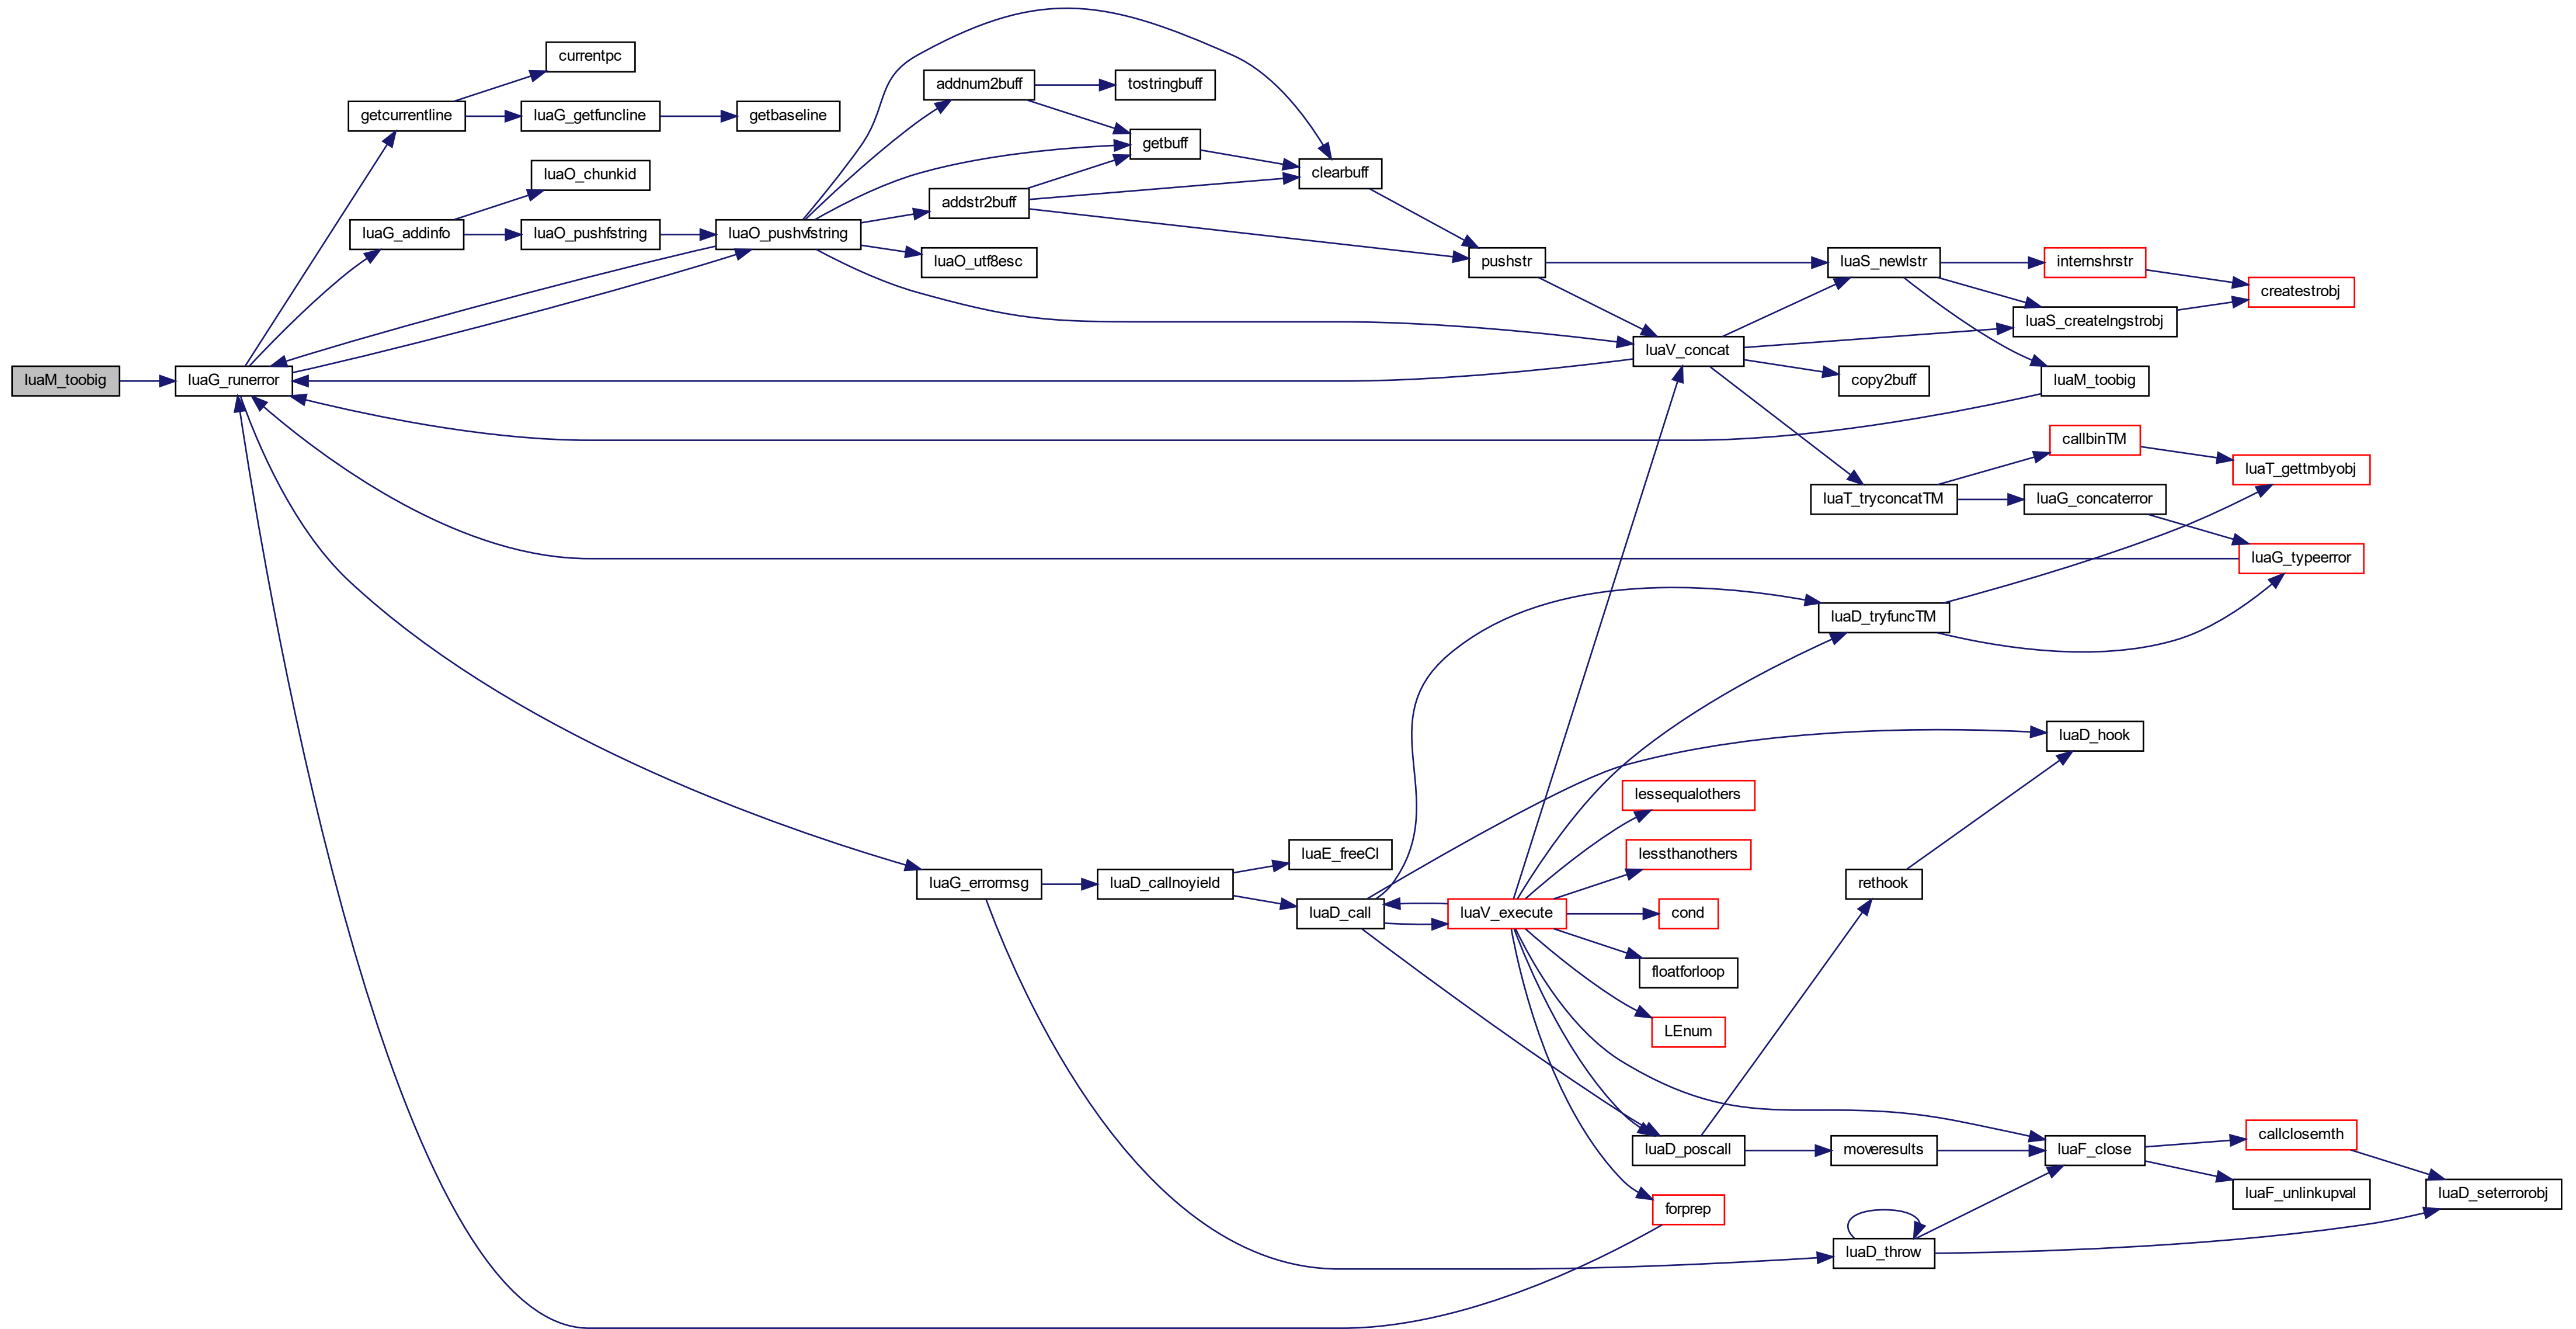 currentpc
addnum2buff
tostringbuff
getcurrentline
luaG_getfuncline
getbaseline
getbuff
luaO_chunkid
clearbuff
addstr2buff
luaG_addinfo
luaO_pushfstring
luaO_pushvfstring
luaO_utf8esc
pushstr
luaS_newlstr
internshrstr
createstrobj
luaS_createlngstrobj
luaV_concat
luaM_toobig
luaG_runerror
copy2buff
luaM_toobig
callbinTM
luaT_gettmbyobj
luaT_tryconcatTM
luaG_concaterror
luaG_typeerror
luaD_tryfuncTM
luaD_hook
lessequalothers
luaE_freeCI
lessthanothers
luaG_errormsg
luaD_callnoyield
rethook
luaD_call
luaV_execute
cond
floatforloop
LEnum
callclosemth
luaD_poscall
moveresults
luaF_close
luaF_unlinkupval
luaD_seterrorobj
forprep
luaD_throw